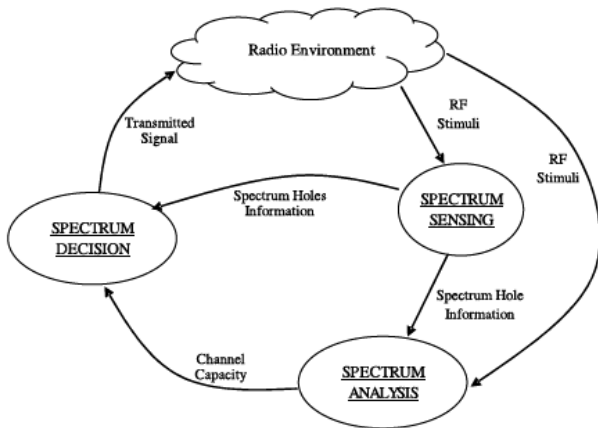 Radio Environment
RF
Stimuli
Transmitted
Signal
RF
Stimuli
Spectrum Holes
Information
SPECTRUM
SENSING
SPECTRUM
DECISION
Spectrum Hole
Information
Channel
Capacity
SPECTRUM
ANALYSIS